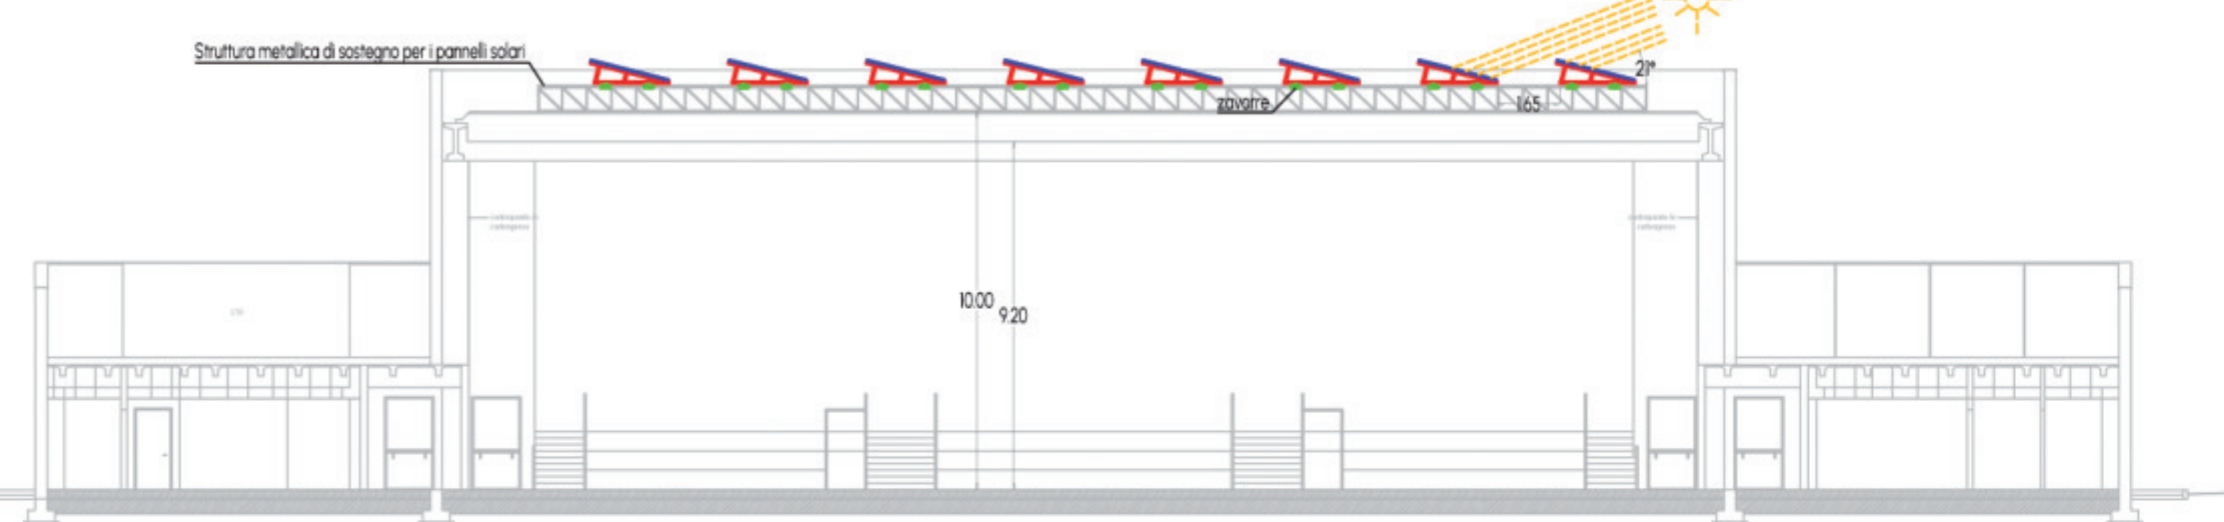 Struttura metallica di sostegno per i pannelli solari
21°
zavorre
1.65
10.00
9.20